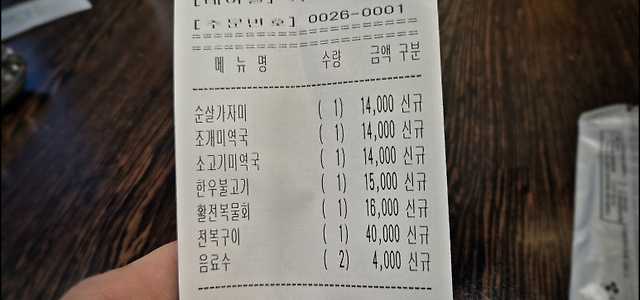 [주문번호] 0026-0001
================================
메 뉴 명 수량 금액 구분
--------------------------------
순살가자미 ( 1) 14,000 신규
조개미역국 ( 1) 14,000 신규
소고기미역국 ( 1) 14,000 신규
한우불고기 ( 1) 15,000 신규
활전복물회 ( 1) 16,000 신규
전복구이 ( 1) 40,000 신규
음료수 ( 2) 4,000 신규
--------------------------------